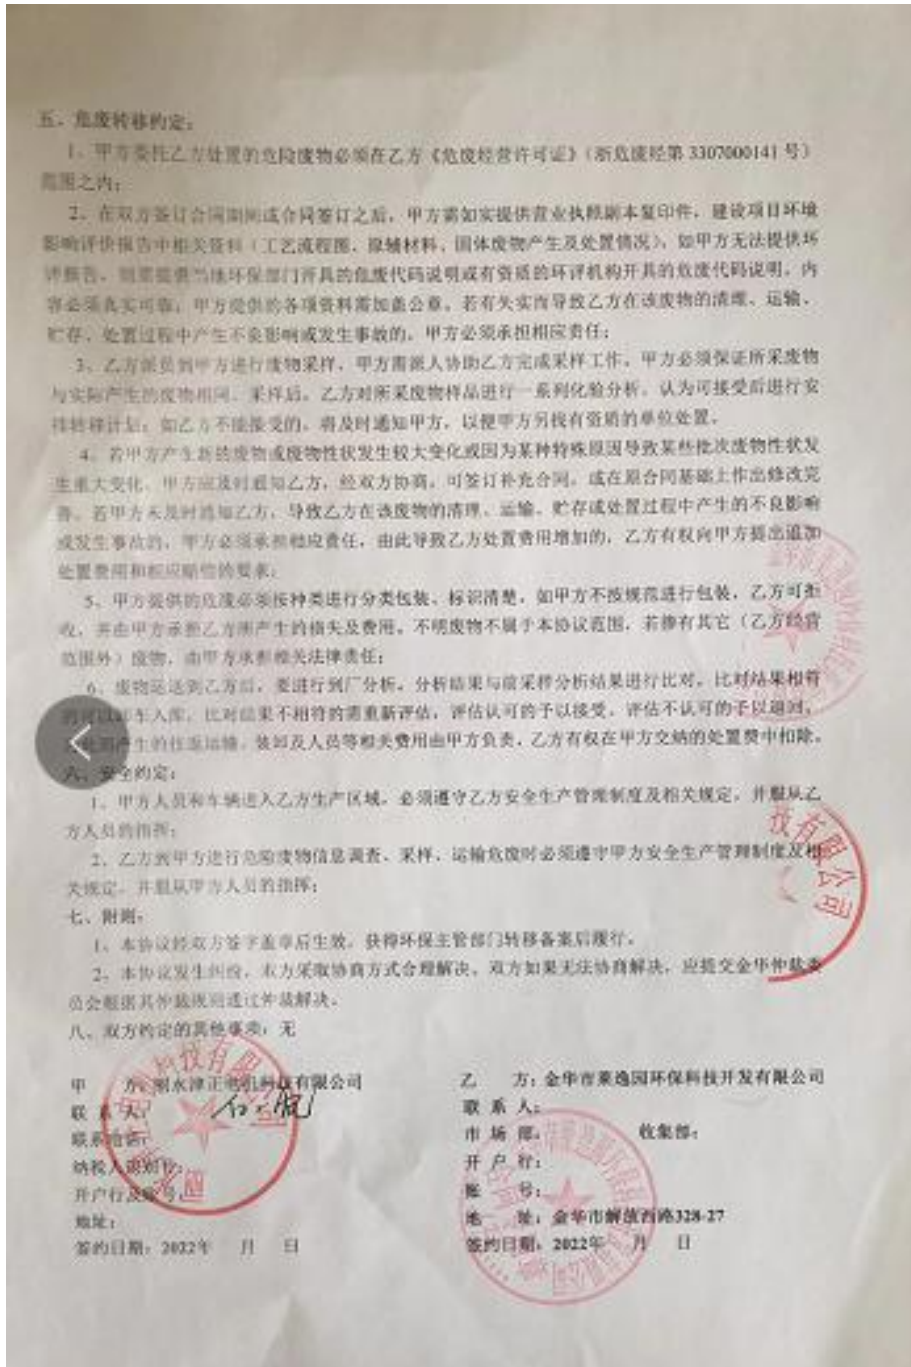 五、危废转移约定：
1、甲方委托乙方处置的危险废物必须在乙方《危废经营许可证》（浙危废经第 3307000141 号）
范围之内；
2、在双方签订合同期间或合同签订之后，甲方需如实提供营业执照副本复印件，建设项目环境
影响评价报告中相关资料（工艺流程图、原辅材料、固体废物产生及处置情况），如甲方无法提供环
评报告，则需提供当地环保部门开具的危废代码说明或有资质的环评机构开具的危废代码说明，内
容必须真实可靠，甲方提供的各项资料需加盖公章。若有失实而导致乙方在该废物的清理、运输、
贮存、处置过程中产生不良影响或发生事故的，甲方必须承担相应责任；
3、乙方派员到甲方进行废物采样，甲方需派人协助乙方完成采样工作，甲方必须保证所采废物
与实际产生的废物相同。采样后，乙方对所采废物样品进行一系列化验分析，认为可接受后进行安
排转移计划；如乙方不能接受的，将及时通知甲方，以便甲方另找有资质的单位处置。
4、若甲方产生新的废物或废物性状发生较大变化或因为某种特殊原因导致某些批次废物性状发
生重大变化，甲方应及时通知乙方，经双方协商，可签订补充合同，或在原合同基础上作出修改完
善。若甲方未及时通知乙方，导致乙方在该废物的清理、运输、贮存或处置过程中产生的不良影响
或发生事故的，甲方必须承担相应责任，由此导致乙方处置费用增加的，乙方有权向甲方提出追加
处置费用和相应赔偿的要求；
5、甲方提供的危废必须按种类进行分类包装、标识清楚，如甲方不按规范进行包装，乙方可拒
收，并由甲方承担乙方所产生的损失及费用。不明废物不属于本协议范围，若掺有其它（乙方经营
范围外）废物，由甲方承担相关法律责任；
6、废物运送到乙方后，要进行到厂分析，分析结果与前采样分析结果进行比对，比对结果相符
的可以卸车入库，比对结果不相符的需重新评估，评估认可的予以接受，评估不认可的予以退回，
产生的往返运输、装卸及人员等相关费用由甲方负责，乙方有权在甲方交纳的处置费中扣除。
六、安全约定：
1、甲方人员和车辆进入乙方生产区域，必须遵守乙方安全生产管理制度及相关规定，并服从乙
方人员的指挥；
2、乙方到甲方进行危险废物信息调查、采样、运输危废时必须遵守甲方安全生产管理制度及相
关规定，并服从甲方人员的指挥；
七、附则：
1、本协议经双方签字盖章后生效，获得环保主管部门转移备案后履行。
2、本协议发生纠纷，双方采取协商方式合理解决，双方如果无法协商解决，应提交金华仲裁委
员会根据其仲裁规则通过仲裁解决。
八、双方约定的其他事项：无
甲 方：永津正电机科技有限公司
乙 方：金华市莱逸园环保科技开发有限公司
联 系 人：
联 系 人：
联系电话：
市 场 部： 收集部：
纳税人识别号：
开 户 行：
开户行及账号：
账 号：
地址：
地 址：金华市解放西路328-27
签约日期：2022年 月 日
签约日期：2022年 月 日
技有限公司